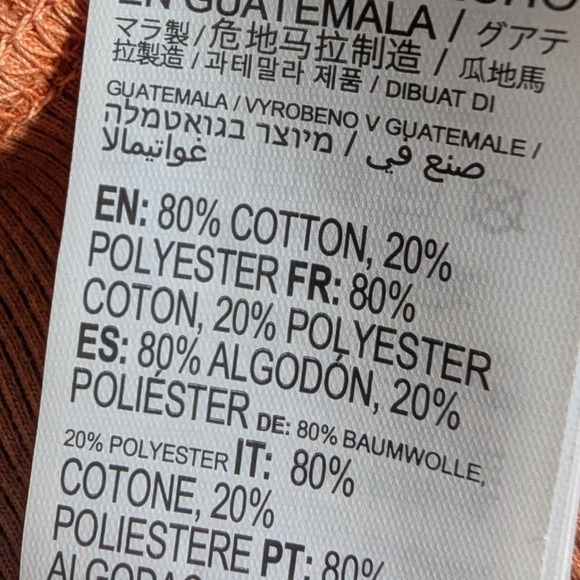 EN GUATEMALA / グアテ
マラ製 / 危地马拉制造 / 瓜地馬
拉製造 / 과테말라 제품 / DIBUAT DI
GUATEMALA / VYROBENO V GUATEMALE /
מיוצר בגואטמלה / صنع في
غواتيمالا
EN: 80% COTTON, 20%
POLYESTER FR: 80%
COTON, 20% POLYESTER
ES: 80% ALGODÓN, 20%
POLIÉSTER DE: 80% BAUMWOLLE,
20% POLYESTER IT: 80%
COTONE, 20%
POLIESTERE PT: 80%